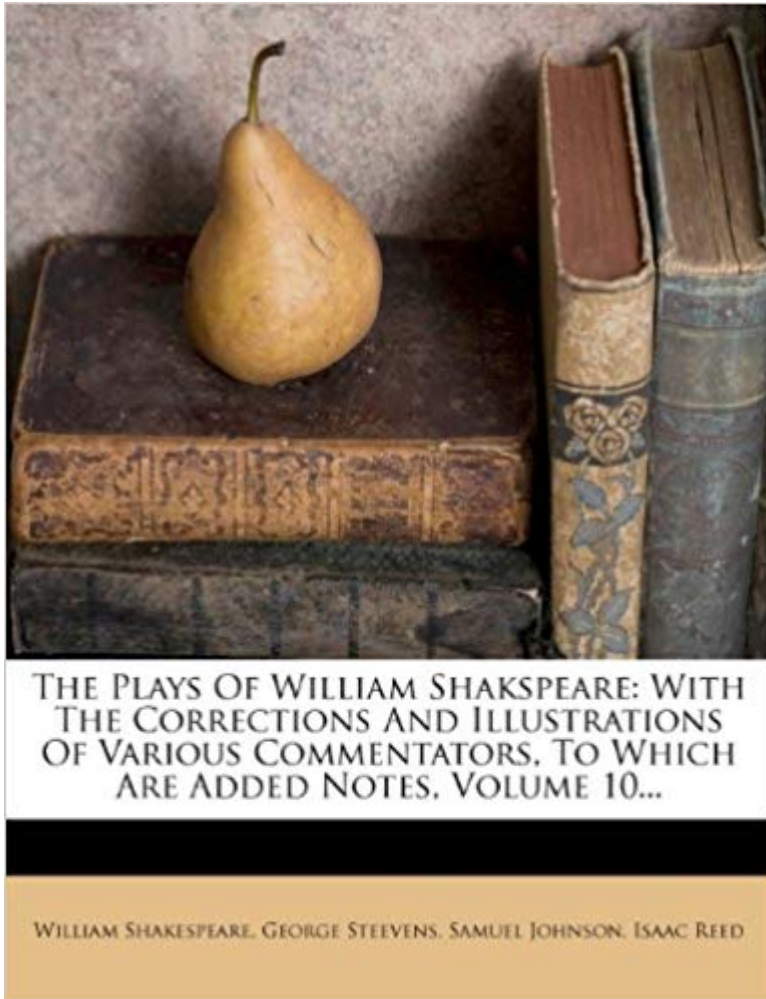 The Plays Of William Shakspeare: With
The Corrections And Illustrations
Of Various Commentators, To Which
Are Added Notes, Volume 10...
William Shakespeare, George Steevens, Samuel Johnson, Isaac Reed